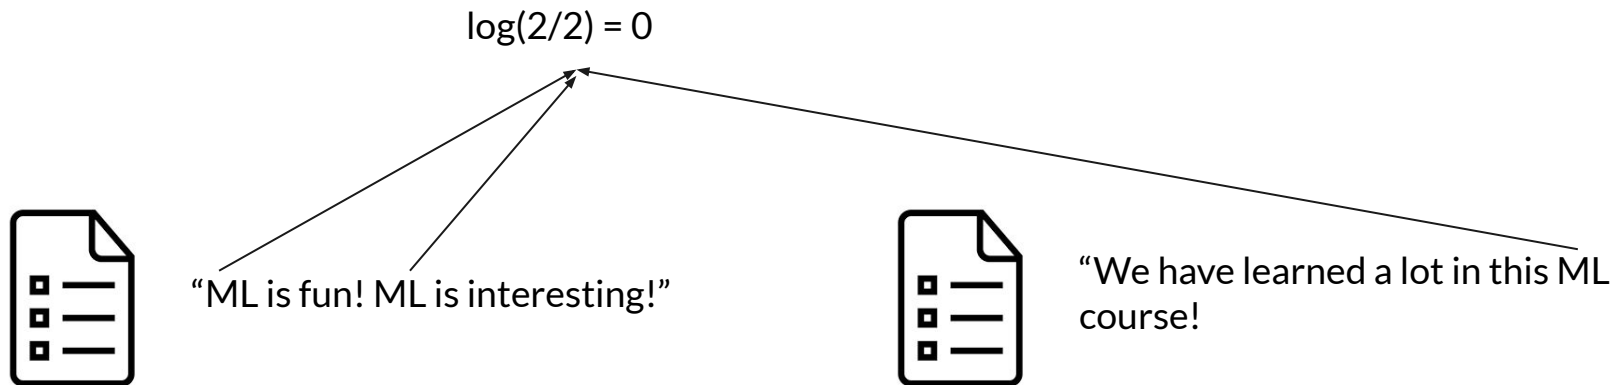 log(2/2) = 0
“ML is fun! ML is interesting!”
“We have learned a lot in this ML
course!